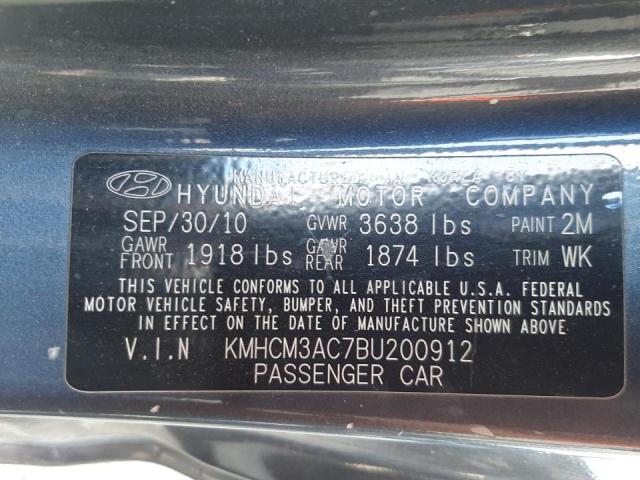 MANUFACTURED IN KOREA BY
HYUNDAI MOTOR COMPANY
SEP/30/10 GVWR 3638 lbs PAINT 2M
GAWR FRONT 1918 lbs GAWR REAR 1874 lbs TRIM WK
THIS VEHICLE CONFORMS TO ALL APPLICABLE U.S.A. FEDERAL
MOTOR VEHICLE SAFETY, BUMPER, AND THEFT PREVENTION STANDARDS
IN EFFECT ON THE DATE OF MANUFACTURE SHOWN ABOVE.
V.I.N KMHCM3AC7BU200912
PASSENGER CAR